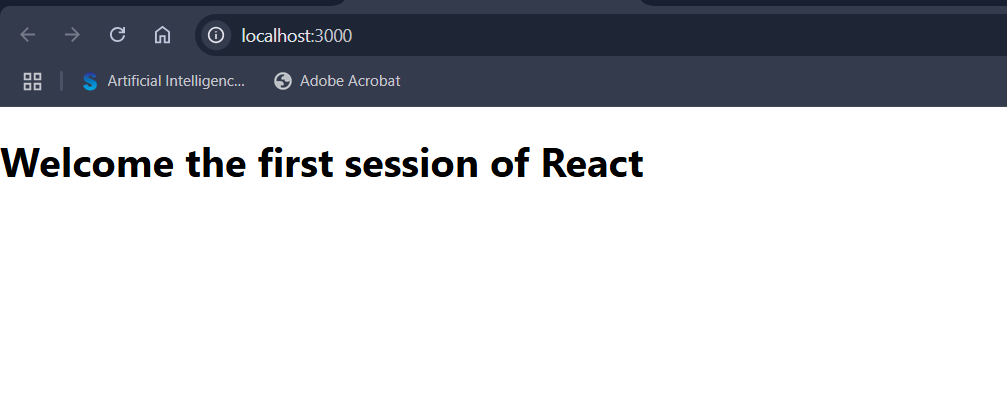 localhost:3000
Artificial Intelligenc...
Adobe Acrobat
Welcome the first session of React